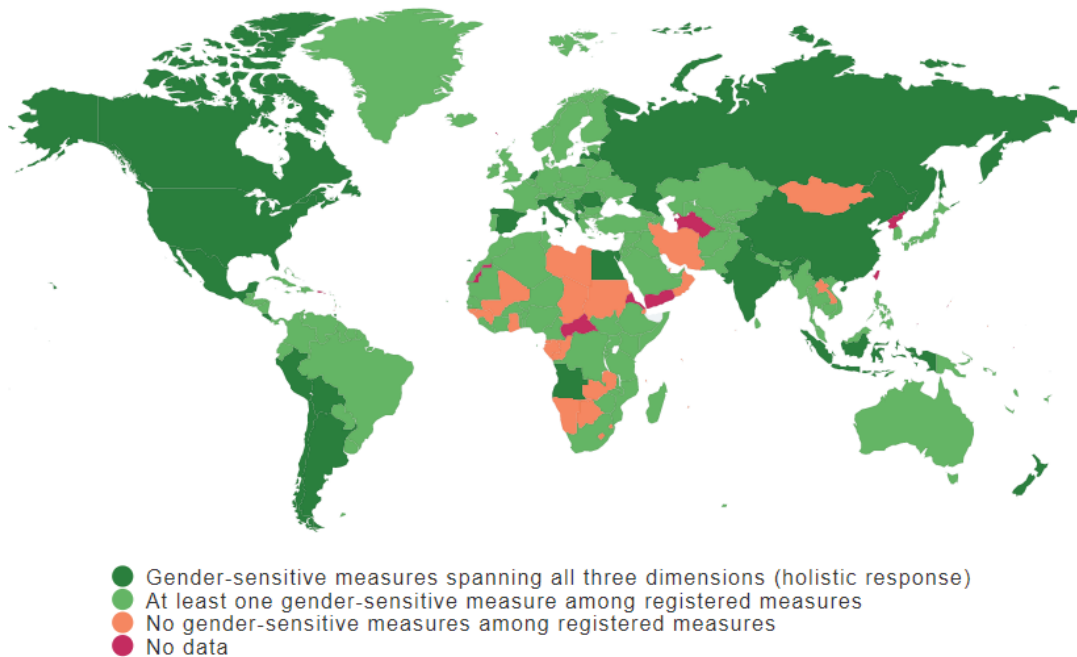 Gender-sensitive measures spanning all three dimensions (holistic response)
At least one gender-sensitive measure among registered measures
No gender-sensitive measures among registered measures
No data